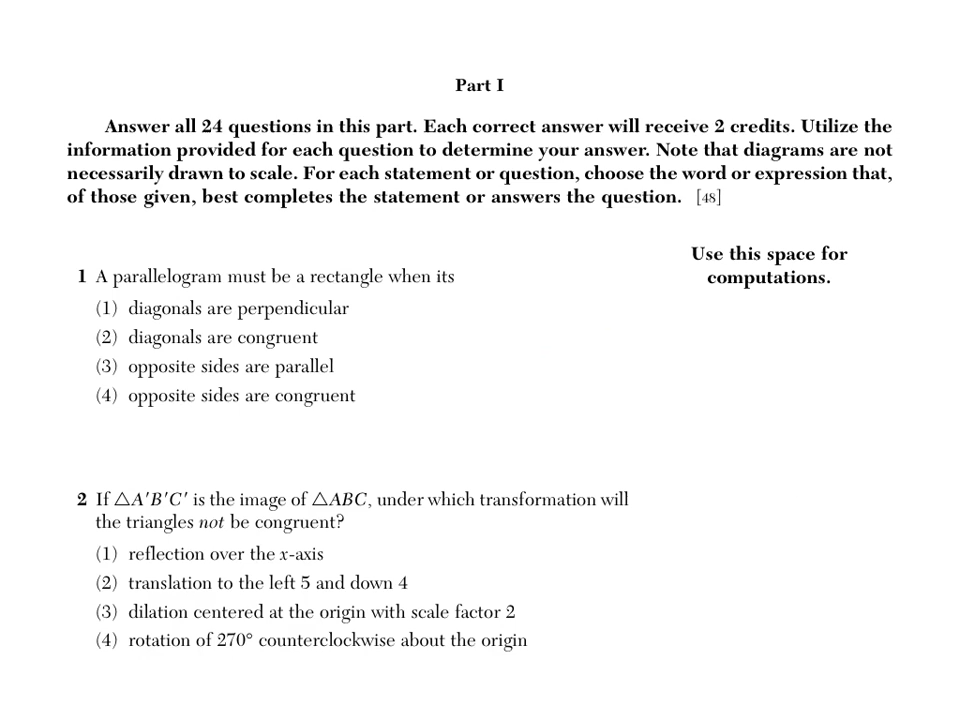 Part I
Answer all 24 questions in this part. Each correct answer will receive 2 credits. Utilize the
information provided for each question to determine your answer. Note that diagrams are not
necessarily drawn to scale. For each statement or question, choose the word or expression that,
of those given, best completes the statement or answers the question. [48]
Use this space for
computations.
1 A parallelogram must be a rectangle when its
(1) diagonals are perpendicular
(2) diagonals are congruent
(3) opposite sides are parallel
(4) opposite sides are congruent
2 If △A′B′C′ is the image of △ABC, under which transformation will
the triangles not be congruent?
(1) reflection over the x-axis
(2) translation to the left 5 and down 4
(3) dilation centered at the origin with scale factor 2
(4) rotation of 270° counterclockwise about the origin